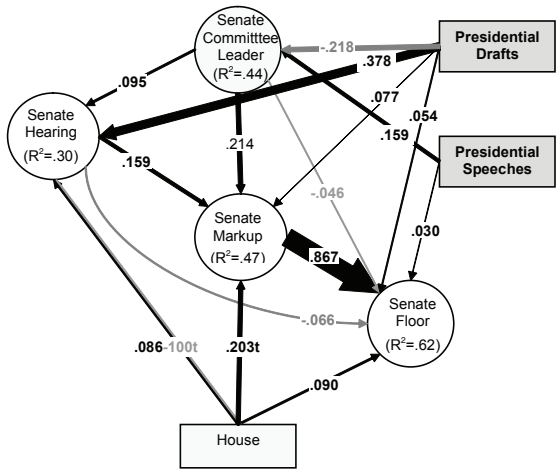 Senate
Committtee
Leader
(R²=.44)
-.218
Presidential
Drafts
.378
.095
.077
.054
Senate
Hearing
(R²=.30)
.214
.159
.159
Presidential
Speeches
-.046
Senate
Markup
(R²=.47)
.867
.030
Senate
Floor
(R²=.62)
-.066
.086-100t
.203t
.090
House